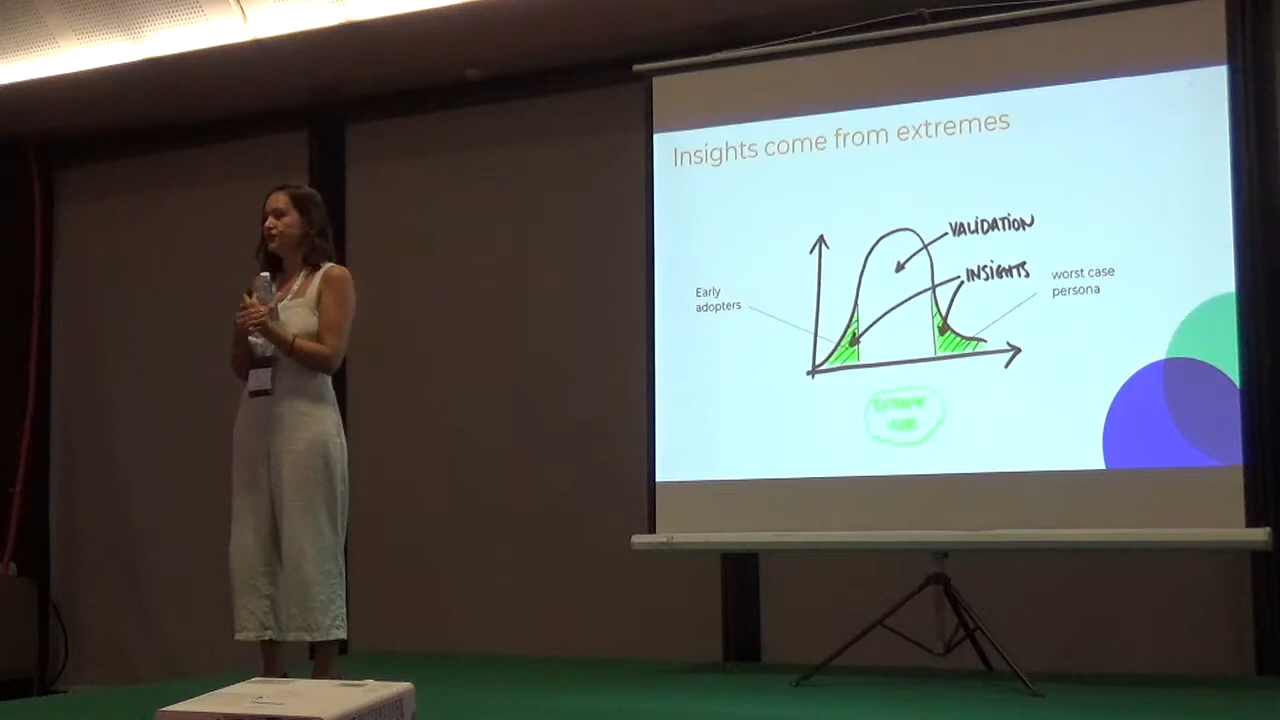 Insights come from extremes
VALIDATION
INSIGHTS
Early
adopters
worst case
persona